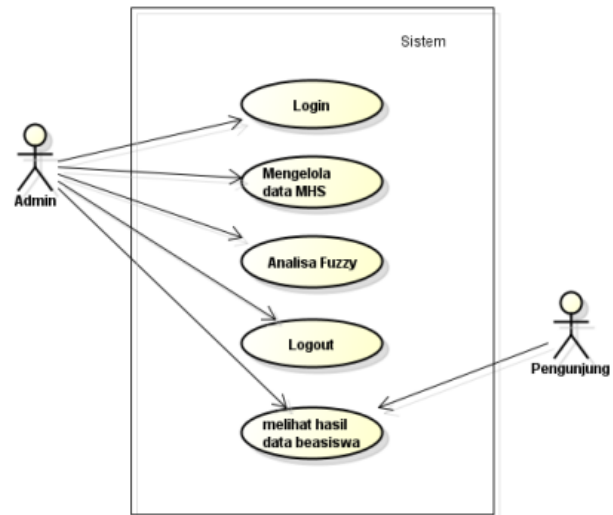 Sistem
Login
Admin
Mengelola
data MHS
Analisa Fuzzy
Logout
Pengunjung
melihat hasil
data beasiswa